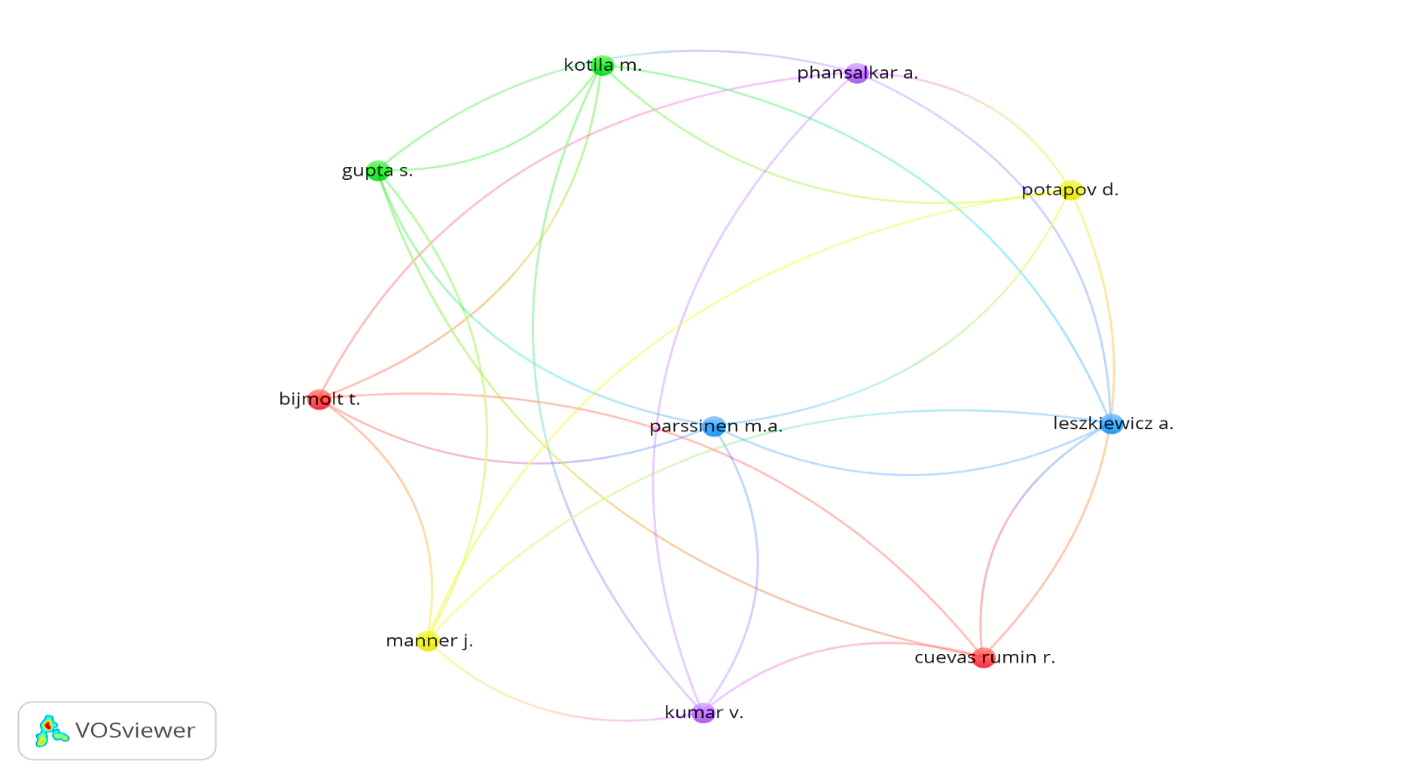 kotila m.
phansalkar a.
gupta s.
potapov d.
bijmolt t.
parssinen m.a.
leszkiewicz a.
manner j.
cuevas rumin r.
kumar v.
VOSviewer